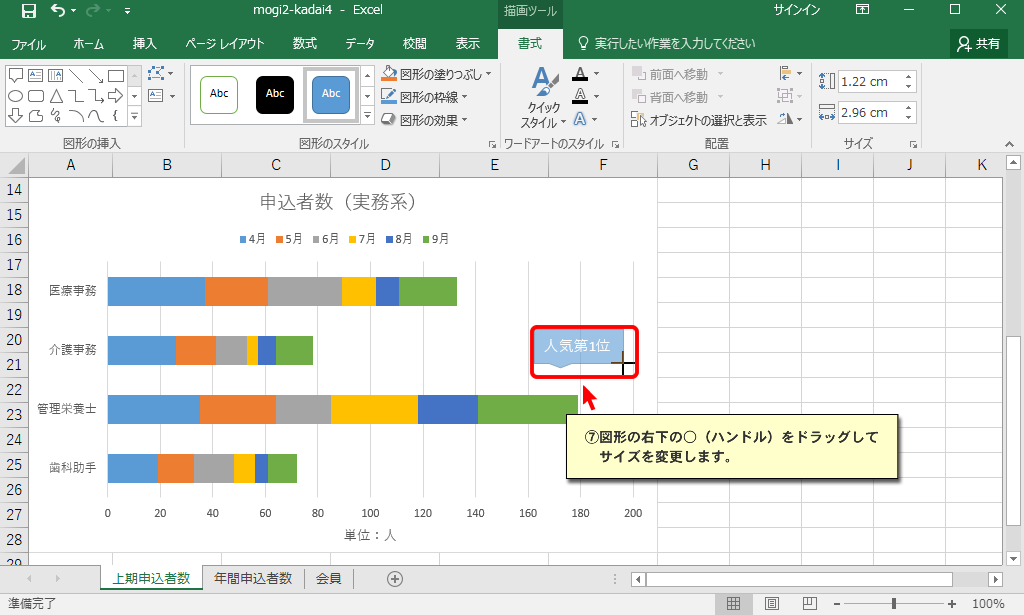 mogi2-kadai4 - Excel
描画ツール
サインイン
ファイル
ホーム
挿入
ページ レイアウト
数式
データ
校閲
表示
書式
実行したい作業を入力してください
共有
Abc
Abc
Abc
図形の塗りつぶし
図形の枠線
図形の効果
クイック
スタイル
前面へ移動
背面へ移動
オブジェクトの選択と表示
1.22 cm
2.96 cm
図形の挿入
図形のスタイル
ワードアートのスタイル
配置
サイズ
A B C D E F G H I J K
14
15
16
17
18
19
20
21
22
23
24
25
26
27
28
29
申込者数（実務系）
4月 5月 6月 7月 8月 9月
医療事務
介護事務
管理栄養士
歯科助手
人気第1位
⑦図形の右下の○（ハンドル）をドラッグして
サイズを変更します。
0 20 40 60 80 100 120 140 160 180 200
単位：人
上期申込者数
年間申込者数
会員
準備完了
100%